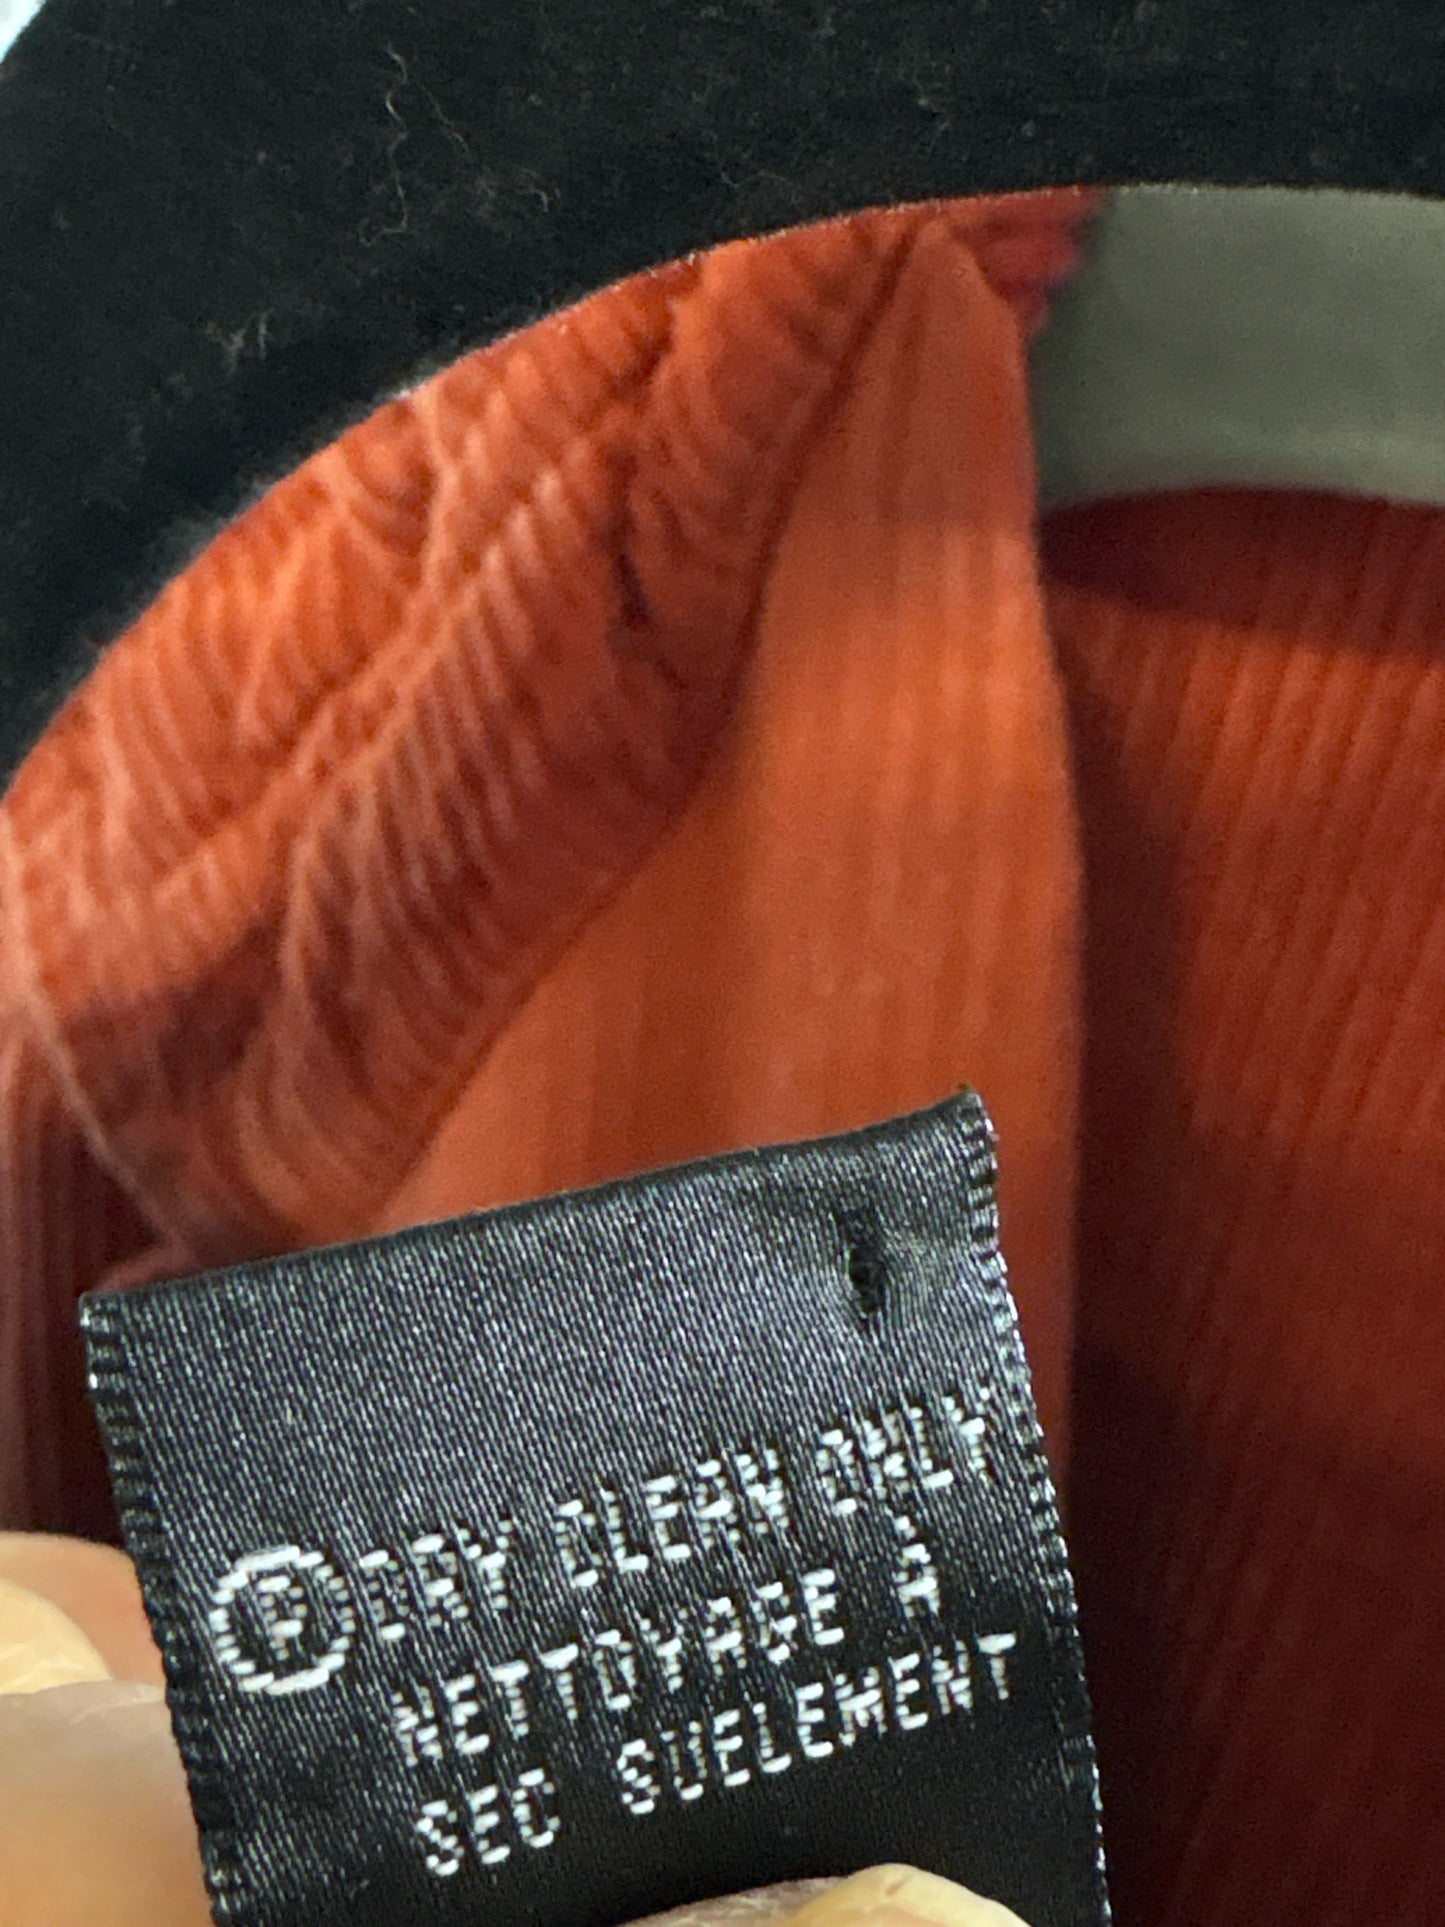 Ⓟ DRY CLEAN ONLY
NETTOYAGE A
SEC SUELEMENT